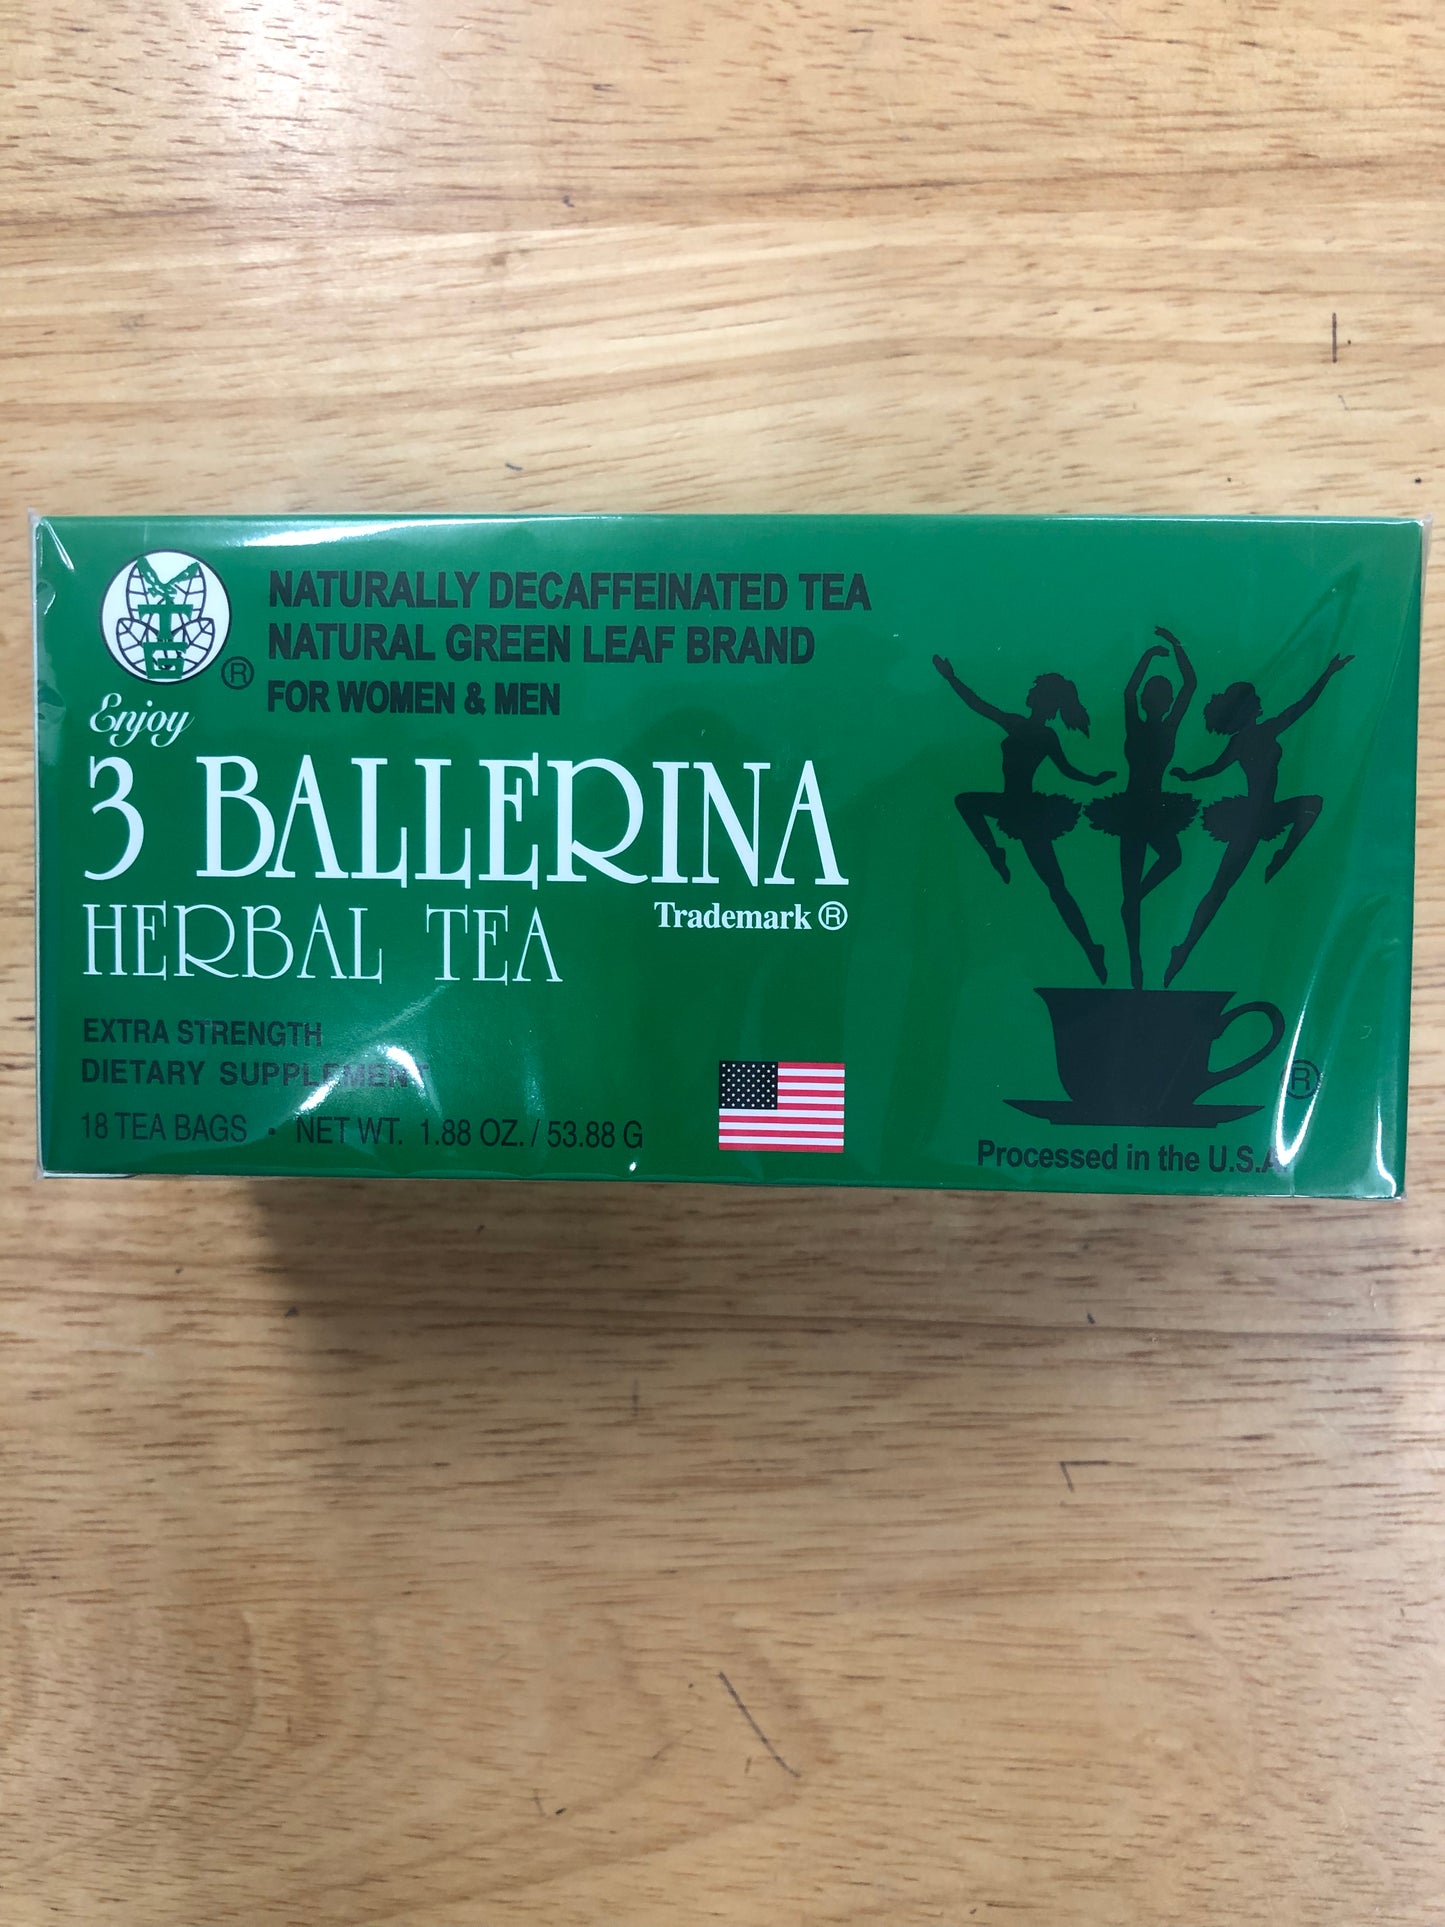 NATURALLY DECAFFEINATED TEA
NATURAL GREEN LEAF BRAND
®
FOR WOMEN & MEN
Enjoy
3 BALLERINA
Trademark ®
HERBAL TEA
EXTRA STRENGTH
DIETARY SUPPLEMENT
18 TEA BAGS • NET WT. 1.88 OZ. / 53.88 G
®
Processed in the U.S.A.